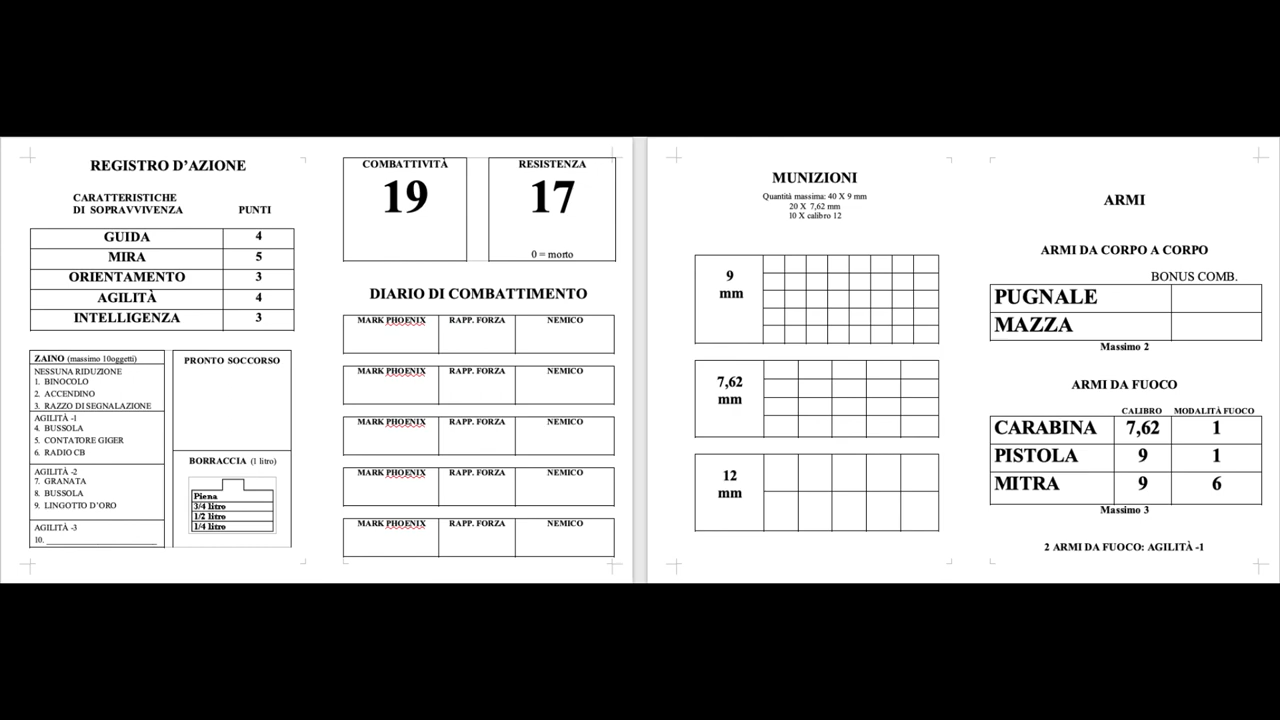 REGISTRO D'AZIONE
CARATTERISTICHE
DI SOPRAVVIVENZA PUNTI
GUIDA 4
MIRA 5
ORIENTAMENTO 3
AGILITÀ 4
INTELLIGENZA 3
ZAINO (massimo 10oggetti)
NESSUNA RIDUZIONE
1. BINOCOLO
2. ACCENDINO
3. RAZZO DI SEGNALAZIONE
AGILITÀ -1
4. BUSSOLA
5. CONTATORE GIGER
6. RADIO CB
AGILITÀ -2
7. GRANATA
8. BUSSOLA
9. LINGOTTO D'ORO
AGILITÀ -3
10. ____________________
PRONTO SOCCORSO
BORRACCIA (1 litro)
Piena
3/4 litro
1/2 litro
1/4 litro
COMBATTIVITÀ
19
RESISTENZA
17
0 = morto
DIARIO DI COMBATTIMENTO
MARK PHOENIX RAPP. FORZA NEMICO
MARK PHOENIX RAPP. FORZA NEMICO
MARK PHOENIX RAPP. FORZA NEMICO
MARK PHOENIX RAPP. FORZA NEMICO
MARK PHOENIX RAPP. FORZA NEMICO
MUNIZIONI
Quantità massima: 40 X 9 mm
20 X 7,62 mm
10 X calibro 12
9
mm
7,62
mm
12
mm
ARMI
ARMI DA CORPO A CORPO
BONUS COMB.
PUGNALE
MAZZA
Massimo 2
ARMI DA FUOCO
CALIBRO MODALITÀ FUOCO
CARABINA 7,62 1
PISTOLA 9 1
MITRA 9 6
Massimo 3
2 ARMI DA FUOCO: AGILITÀ -1